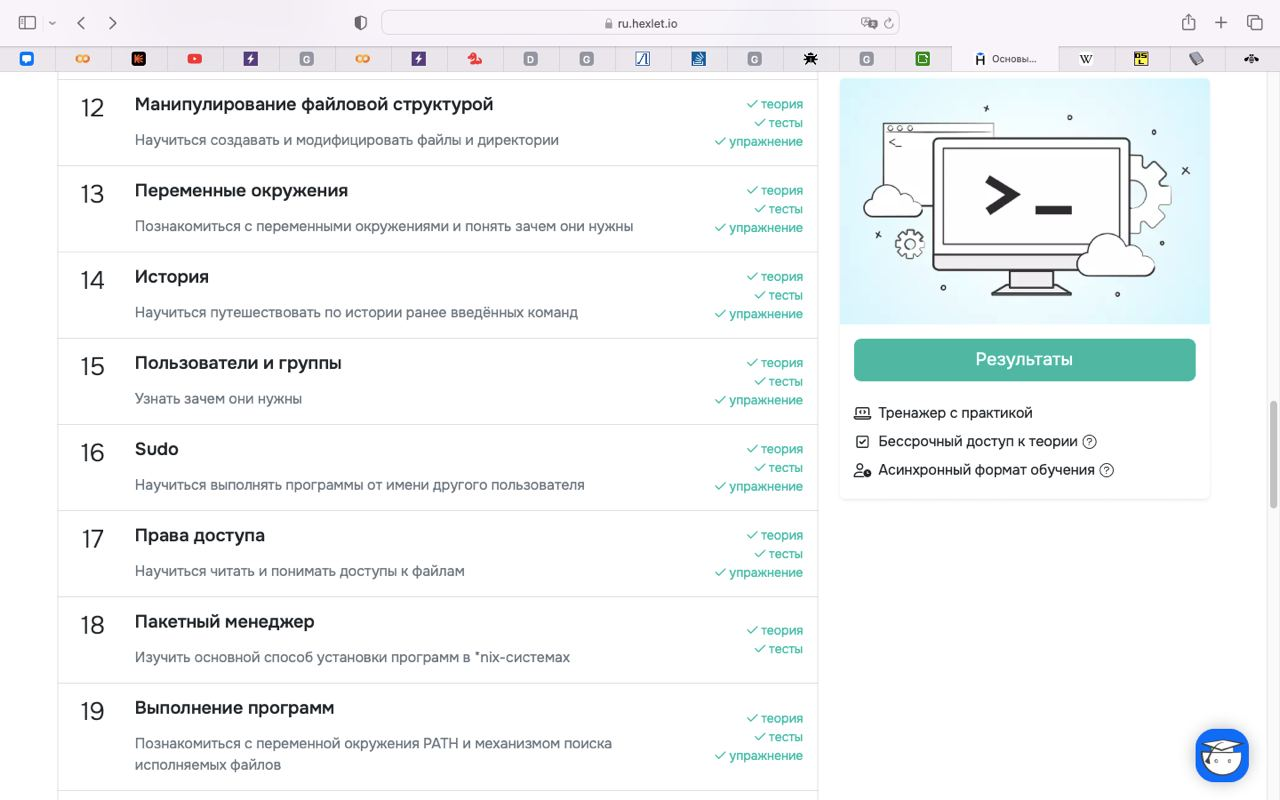 ru.hexlet.io
G
D
G
G
G
Основы...
W
12
Манипулирование файловой структурой
Научиться создавать и модифицировать файлы и директории
теория
тесты
упражнение
13
Переменные окружения
Познакомиться с переменными окружениями и понять зачем они нужны
теория
тесты
упражнение
14
История
Научиться путешествовать по истории ранее введённых команд
теория
тесты
упражнение
15
Пользователи и группы
Узнать зачем они нужны
теория
тесты
упражнение
16
Sudo
Научиться выполнять программы от имени другого пользователя
теория
тесты
упражнение
17
Права доступа
Научиться читать и понимать доступы к файлам
теория
тесты
упражнение
18
Пакетный менеджер
Изучить основной способ установки программ в *nix-системах
теория
тесты
19
Выполнение программ
Познакомиться с переменной окружения PATH и механизмом поиска
исполняемых файлов
теория
тесты
упражнение
<_
>_
Результаты
Тренажер с практикой
Бессрочный доступ к теории ?
Асинхронный формат обучения ?